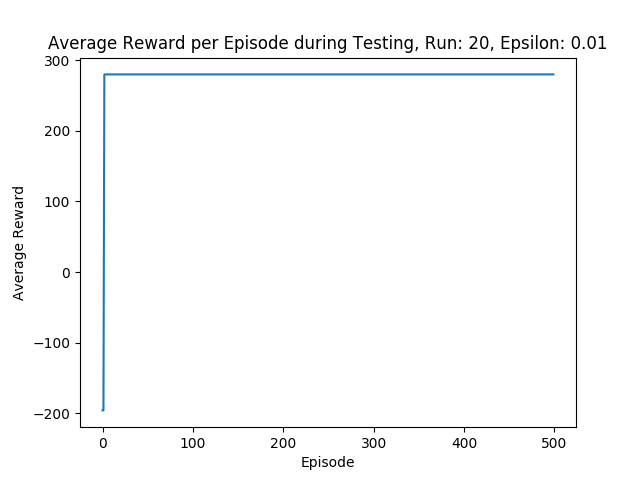 Average Reward per Episode during Testing, Run: 20, Epsilon: 0.01
300
200
100
0
−100
−200
Average Reward
0 100 200 300 400 500
Episode